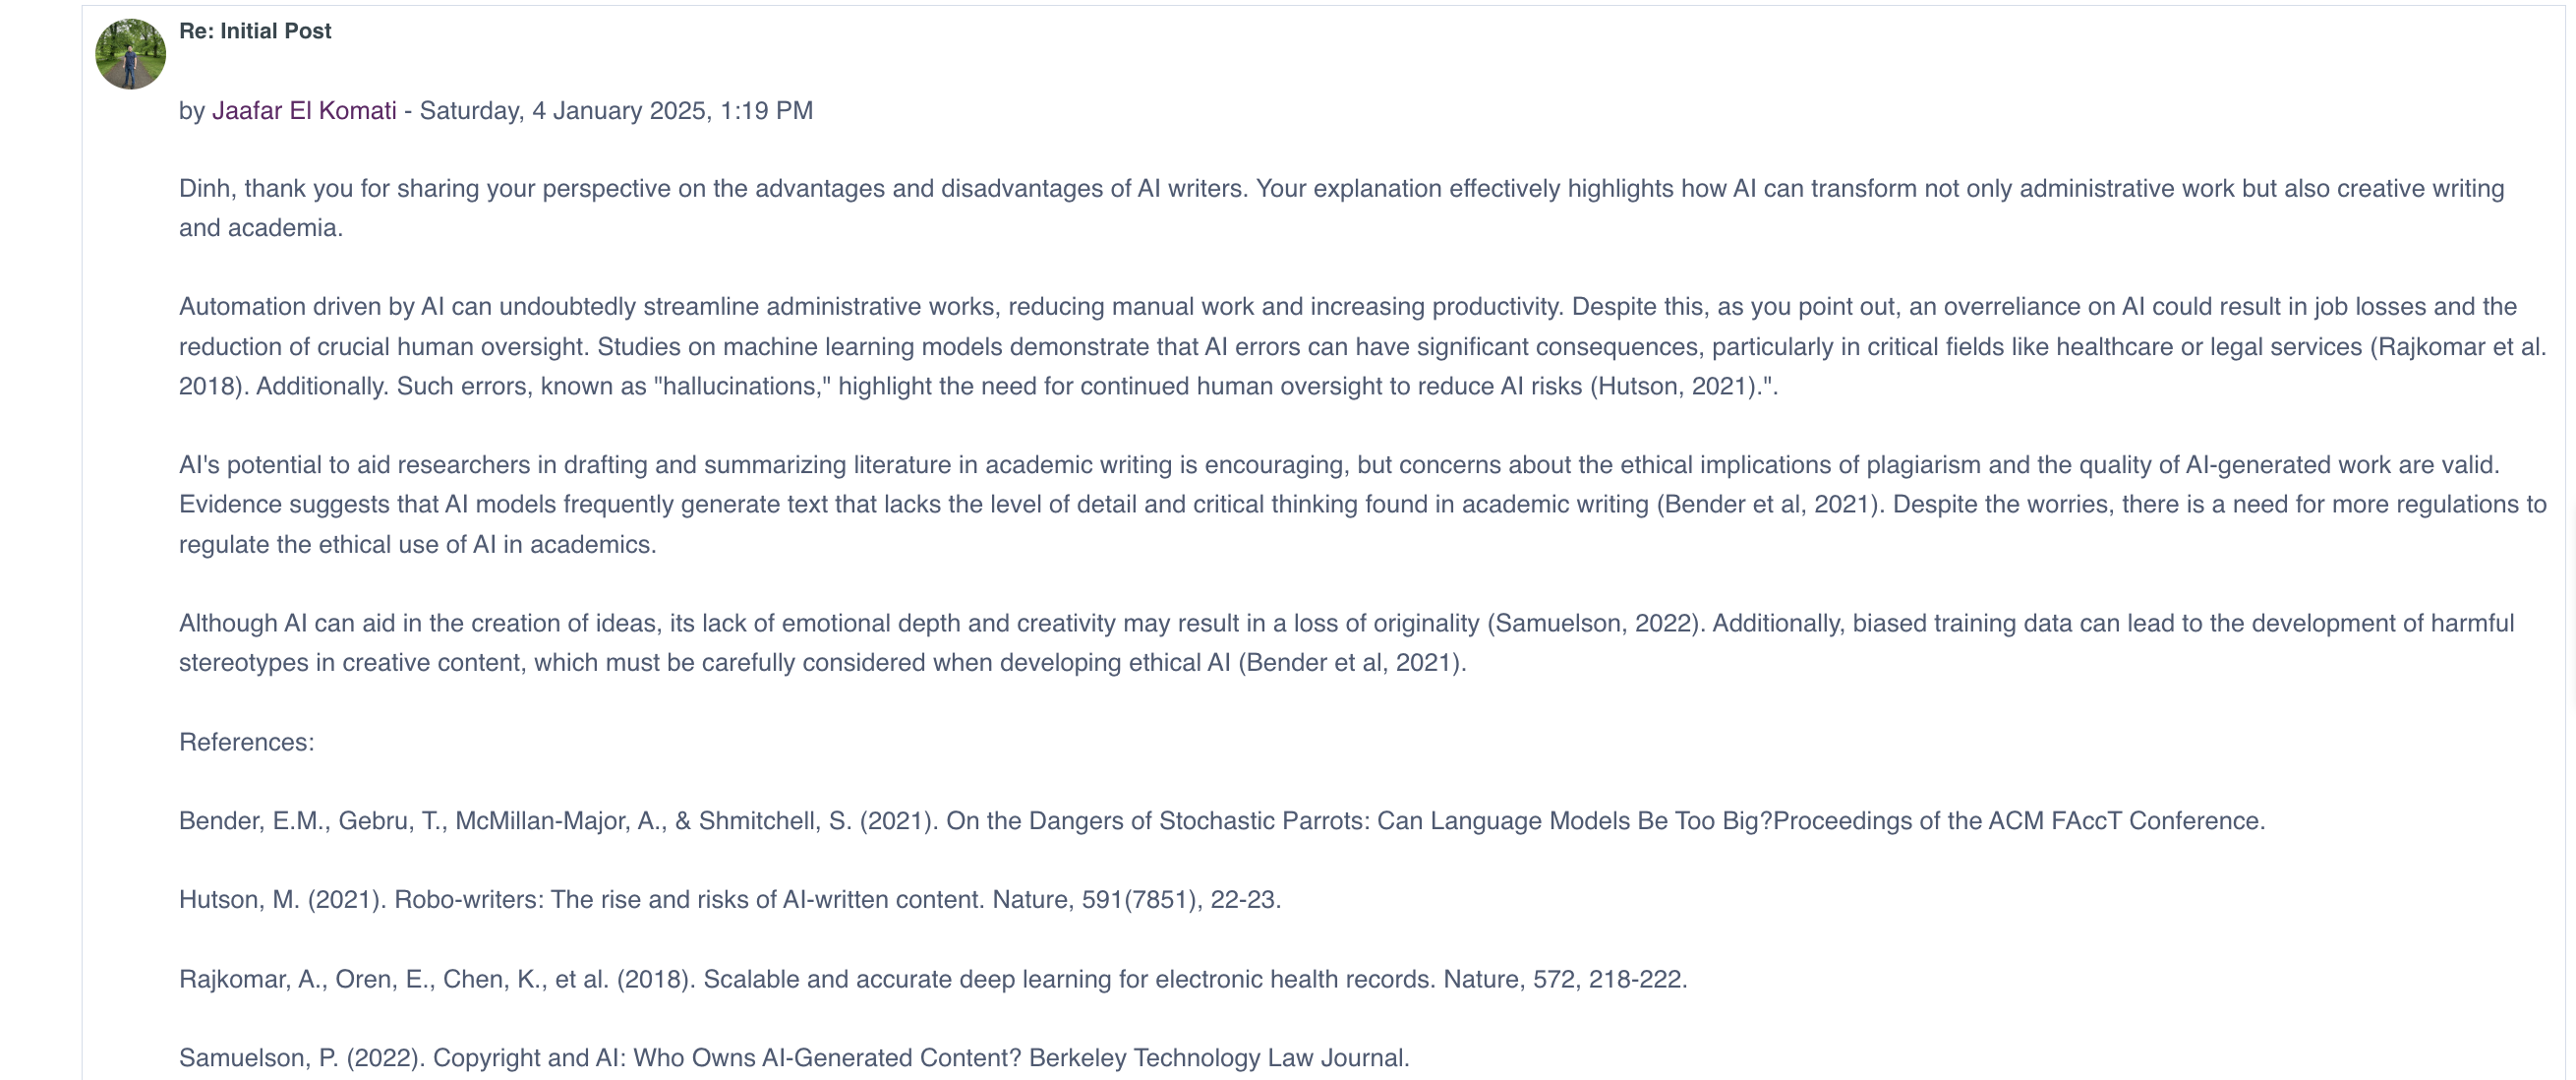 Re: Initial Post
by Jaafar El Komati - Saturday, 4 January 2025, 1:19 PM
Dinh, thank you for sharing your perspective on the advantages and disadvantages of AI writers. Your explanation effectively highlights how AI can transform not only administrative work but also creative writing
and academia.
Automation driven by AI can undoubtedly streamline administrative works, reducing manual work and increasing productivity. Despite this, as you point out, an overreliance on AI could result in job losses and the
reduction of crucial human oversight. Studies on machine learning models demonstrate that AI errors can have significant consequences, particularly in critical fields like healthcare or legal services (Rajkomar et al.
2018). Additionally. Such errors, known as "hallucinations," highlight the need for continued human oversight to reduce AI risks (Hutson, 2021).".
AI's potential to aid researchers in drafting and summarizing literature in academic writing is encouraging, but concerns about the ethical implications of plagiarism and the quality of AI-generated work are valid.
Evidence suggests that AI models frequently generate text that lacks the level of detail and critical thinking found in academic writing (Bender et al, 2021). Despite the worries, there is a need for more regulations to
regulate the ethical use of AI in academics.
Although AI can aid in the creation of ideas, its lack of emotional depth and creativity may result in a loss of originality (Samuelson, 2022). Additionally, biased training data can lead to the development of harmful
stereotypes in creative content, which must be carefully considered when developing ethical AI (Bender et al, 2021).
References:
Bender, E.M., Gebru, T., McMillan-Major, A., & Shmitchell, S. (2021). On the Dangers of Stochastic Parrots: Can Language Models Be Too Big?Proceedings of the ACM FAccT Conference.
Hutson, M. (2021). Robo-writers: The rise and risks of AI-written content. Nature, 591(7851), 22-23.
Rajkomar, A., Oren, E., Chen, K., et al. (2018). Scalable and accurate deep learning for electronic health records. Nature, 572, 218-222.
Samuelson, P. (2022). Copyright and AI: Who Owns AI-Generated Content? Berkeley Technology Law Journal.